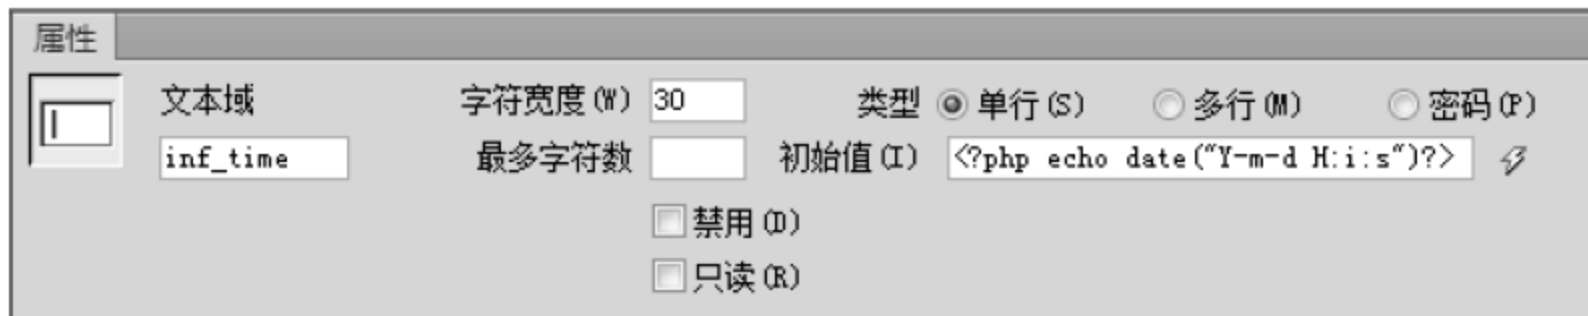 属性
文本域 字符宽度(W) 30 类型 单行(S) 多行(M) 密码(P)
inf_time 最多字符数 初始值(I) <?php echo date("Y-m-d H:i:s")?>
禁用(D)
只读(R)